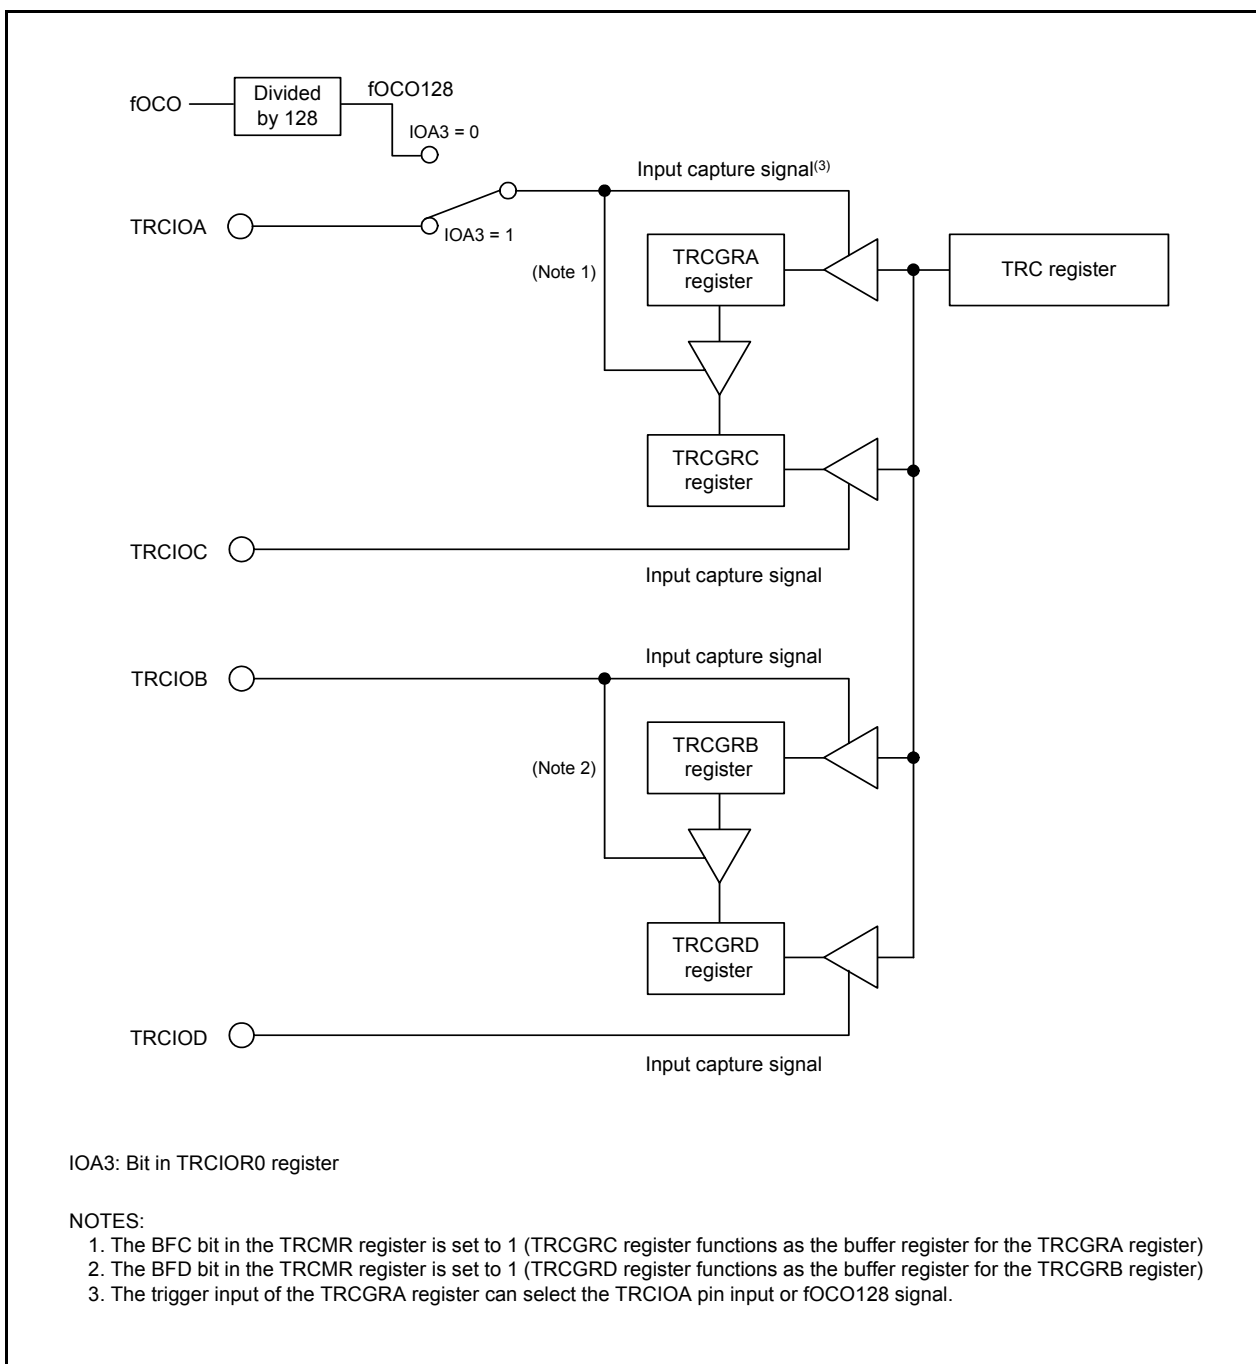 fOCO
Divided
by 128
fOCO128
IOA3 = 0
Input capture signal(3)
TRCIOA
IOA3 = 1
(Note 1)
TRCGRA
register
TRC register
TRCGRC
register
TRCIOC
Input capture signal
Input capture signal
TRCIOB
(Note 2)
TRCGRB
register
TRCGRD
register
TRCIOD
Input capture signal
IOA3: Bit in TRCIOR0 register
NOTES:
1. The BFC bit in the TRCMR register is set to 1 (TRCGRC register functions as the buffer register for the TRCGRA register)
2. The BFD bit in the TRCMR register is set to 1 (TRCGRD register functions as the buffer register for the TRCGRB register)
3. The trigger input of the TRCGRA register can select the TRCIOA pin input or fOCO128 signal.